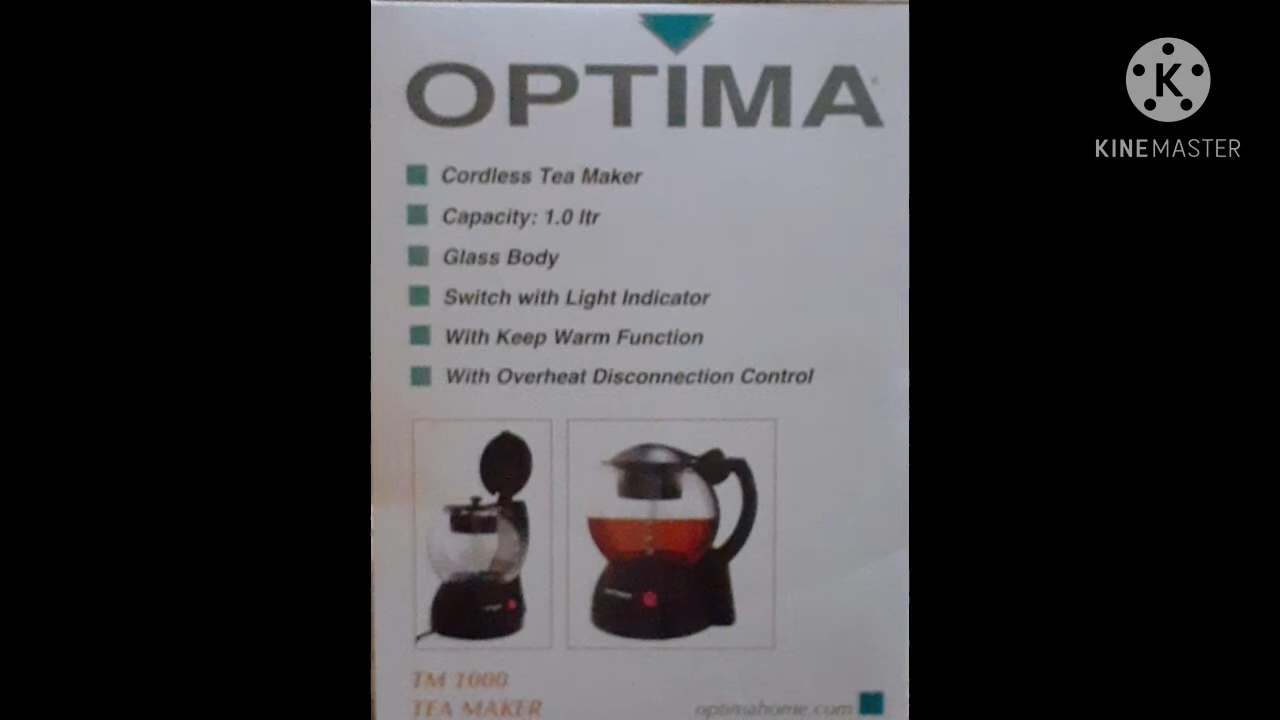 OPTIMA
Cordless Tea Maker
Capacity: 1.0 ltr
Glass Body
Switch with Light Indicator
With Keep Warm Function
With Overheat Disconnection Control
TM 1000
TEA MAKER
optimahome.com
K
KINEMASTER